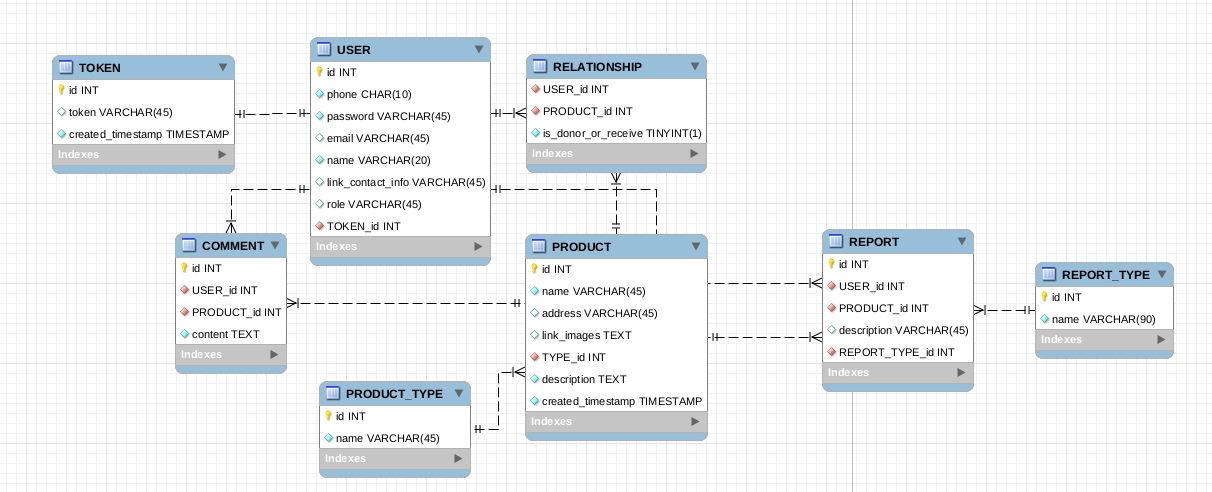 TOKEN
id INT
token VARCHAR(45)
created_timestamp TIMESTAMP
Indexes
USER
id INT
phone CHAR(10)
password VARCHAR(45)
email VARCHAR(45)
name VARCHAR(20)
link_contact_info VARCHAR(45)
role VARCHAR(45)
TOKEN_id INT
Indexes
RELATIONSHIP
USER_id INT
PRODUCT_id INT
is_donor_or_receive TINYINT(1)
Indexes
COMMENT
id INT
USER_id INT
PRODUCT_id INT
content TEXT
Indexes
PRODUCT
id INT
name VARCHAR(45)
address VARCHAR(45)
link_images TEXT
TYPE_id INT
description TEXT
created_timestamp TIMESTAMP
Indexes
REPORT
id INT
USER_id INT
PRODUCT_id INT
description VARCHAR(45)
REPORT_TYPE_id INT
Indexes
REPORT_TYPE
id INT
name VARCHAR(90)
Indexes
PRODUCT_TYPE
id INT
name VARCHAR(45)
Indexes